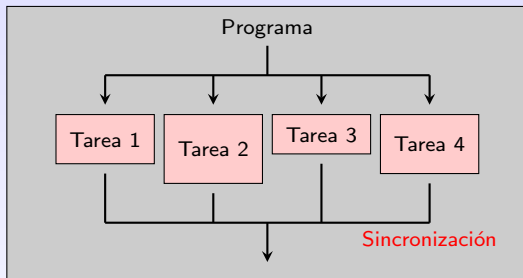 Programa
Tarea 1
Tarea 2
Tarea 3
Tarea 4
Sincronización